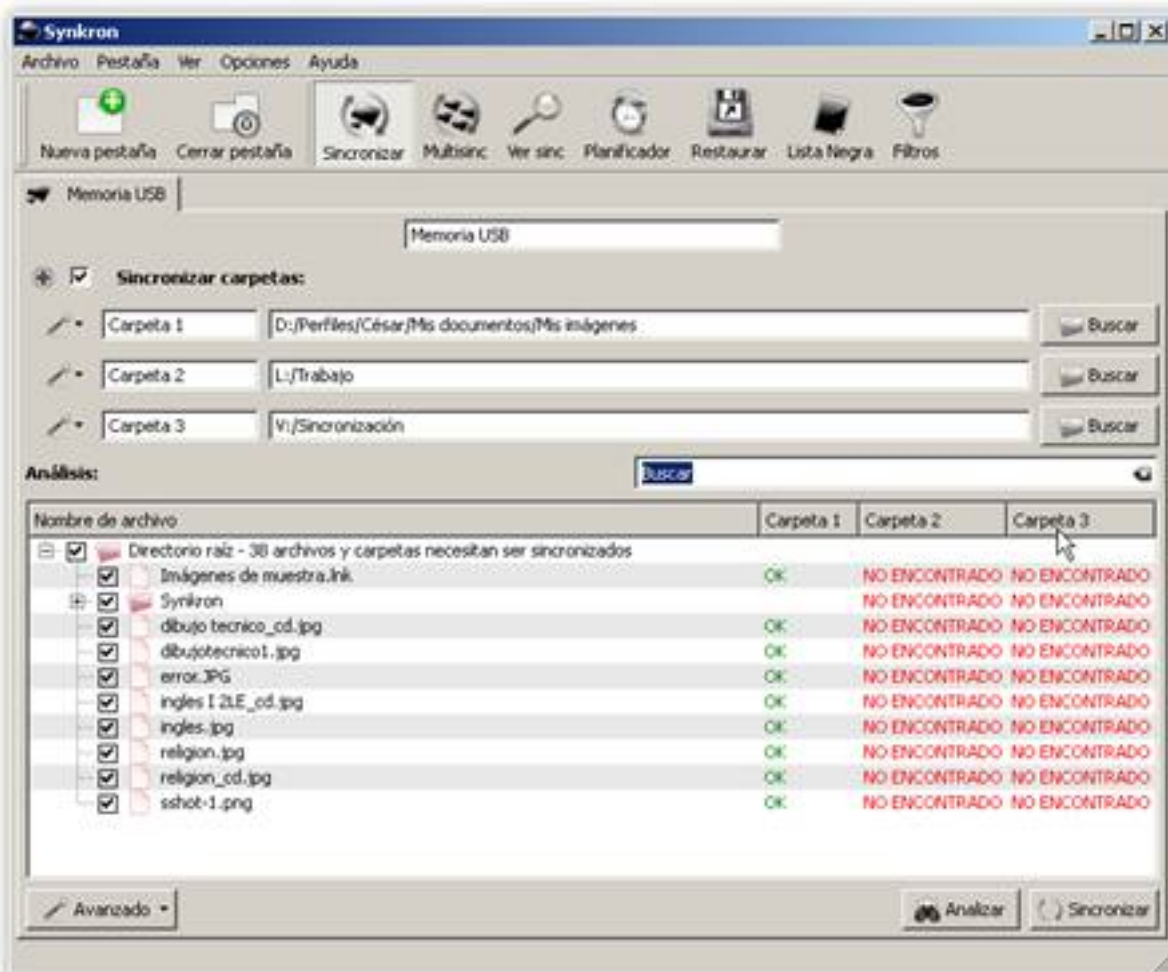 Synkron
Archivo Pestaña Ver Opciones Ayuda
Nueva pestaña Cerrar pestaña Sincronizar Multisinc Ver sinc Planificador Restaurar Lista Negra Filtros
Memoria USB
Memoria USB
Sincronizar carpetas:
Carpeta 1 D:/Perfiles/César/Mis documentos/Mis imágenes Buscar
Carpeta 2 L:/Trabajo Buscar
Carpeta 3 V:/Sincronización Buscar
Análisis: Buscar
Nombre de archivo Carpeta 1 Carpeta 2 Carpeta 3
Directorio raíz - 38 archivos y carpetas necesitan ser sincronizados
Imágenes de muestra.lnk OK NO ENCONTRADO NO ENCONTRADO
Synkron NO ENCONTRADO NO ENCONTRADO
dibujo tecnico_cd.jpg OK NO ENCONTRADO NO ENCONTRADO
dibujotecnico1.jpg OK NO ENCONTRADO NO ENCONTRADO
error.JPG OK NO ENCONTRADO NO ENCONTRADO
ingles I 2LE_cd.jpg OK NO ENCONTRADO NO ENCONTRADO
ingles.jpg OK NO ENCONTRADO NO ENCONTRADO
religion.jpg OK NO ENCONTRADO NO ENCONTRADO
religion_cd.jpg OK NO ENCONTRADO NO ENCONTRADO
sshot-1.png OK NO ENCONTRADO NO ENCONTRADO
Avanzado Analizar Sincronizar